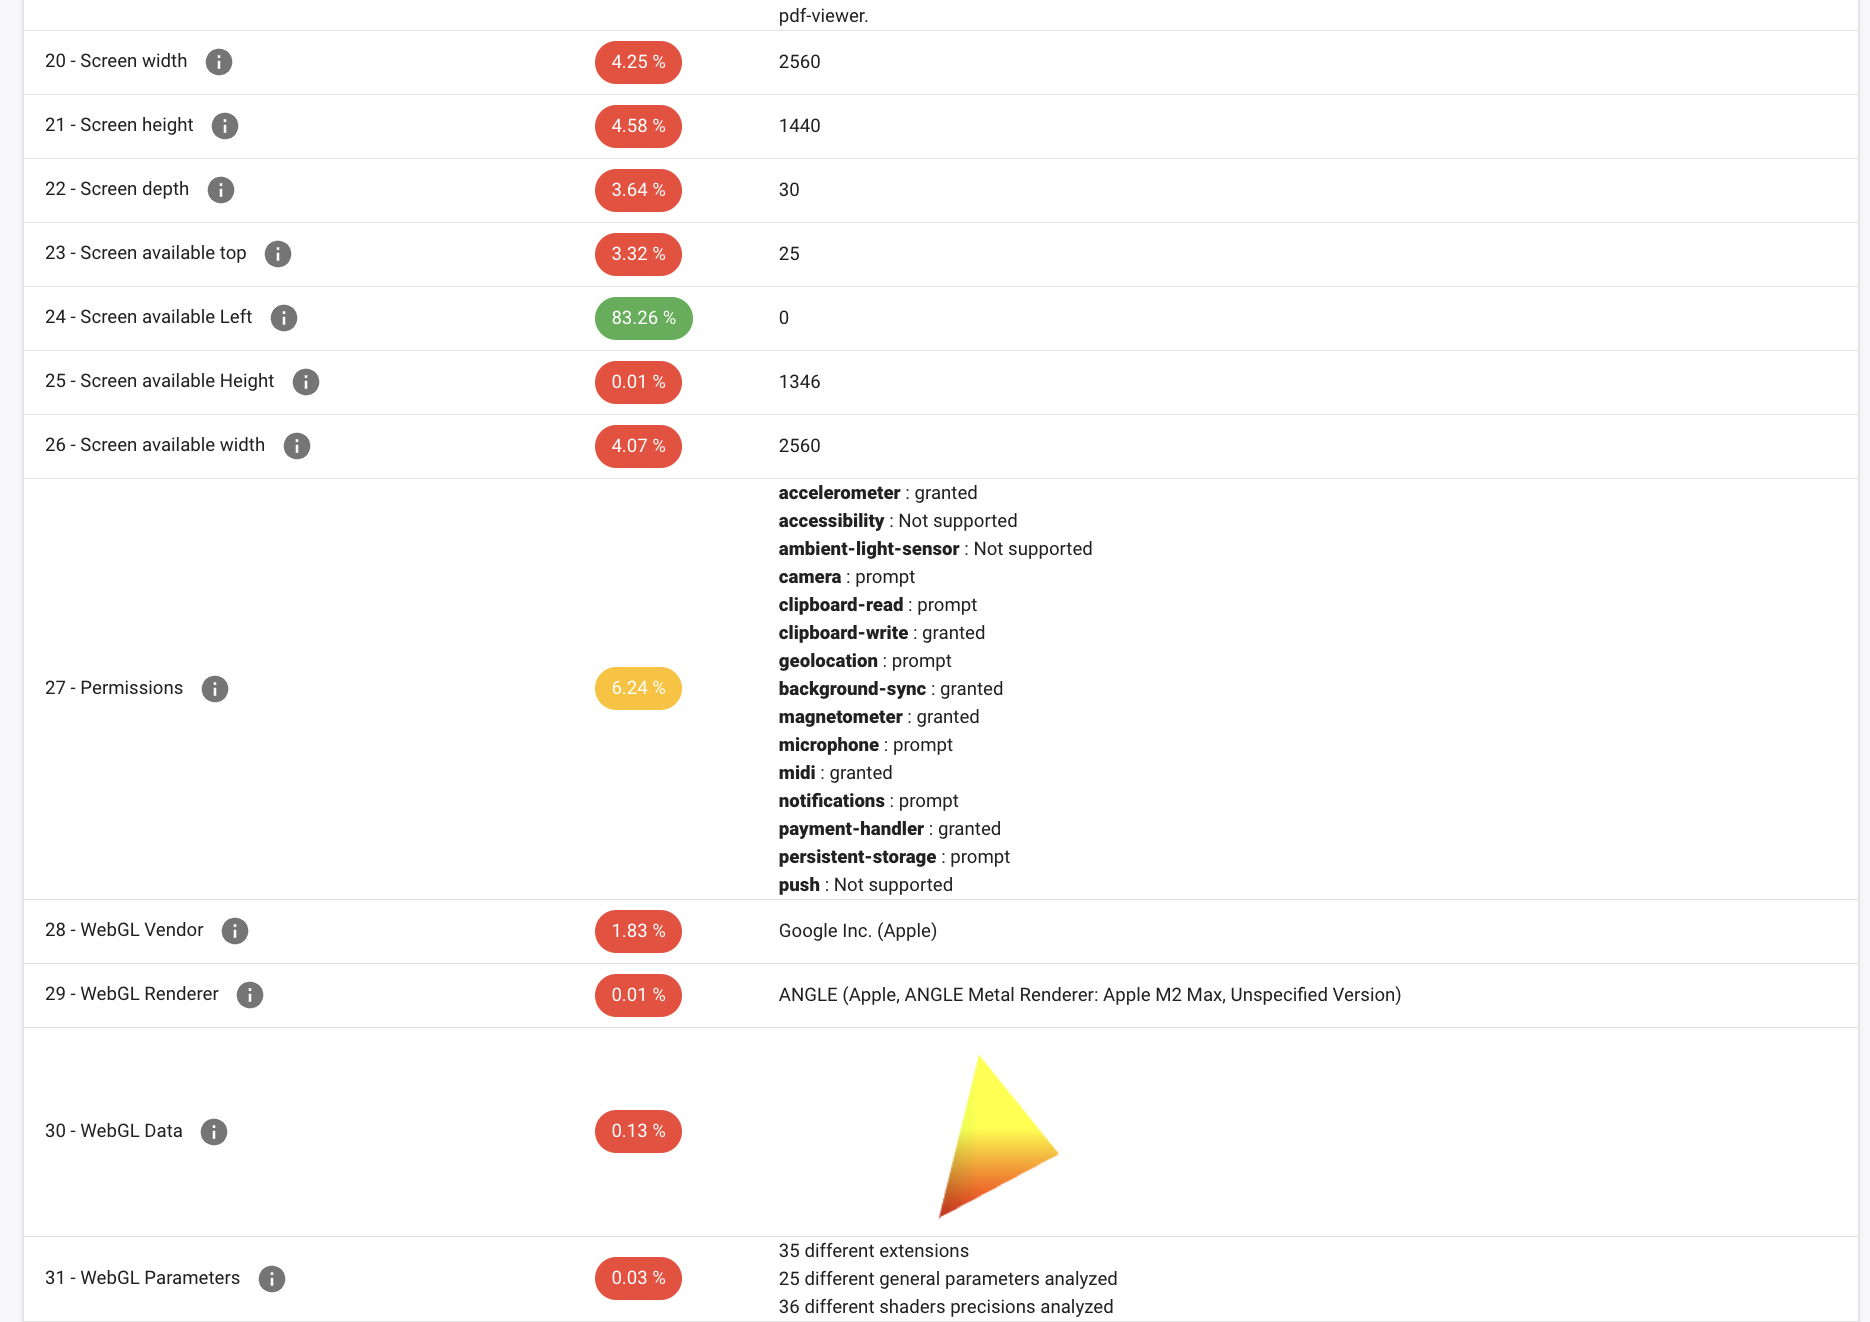 pdf-viewer.
20 - Screen width i 4.25 % 2560
21 - Screen height i 4.58 % 1440
22 - Screen depth i 3.64 % 30
23 - Screen available top i 3.32 % 25
24 - Screen available Left i 83.26 % 0
25 - Screen available Height i 0.01 % 1346
26 - Screen available width i 4.07 % 2560
27 - Permissions i 6.24 %
accelerometer : granted
accessibility : Not supported
ambient-light-sensor : Not supported
camera : prompt
clipboard-read : prompt
clipboard-write : granted
geolocation : prompt
background-sync : granted
magnetometer : granted
microphone : prompt
midi : granted
notifications : prompt
payment-handler : granted
persistent-storage : prompt
push : Not supported
28 - WebGL Vendor i 1.83 % Google Inc. (Apple)
29 - WebGL Renderer i 0.01 % ANGLE (Apple, ANGLE Metal Renderer: Apple M2 Max, Unspecified Version)
30 - WebGL Data i 0.13 %
31 - WebGL Parameters i 0.03 %
35 different extensions
25 different general parameters analyzed
36 different shaders precisions analyzed